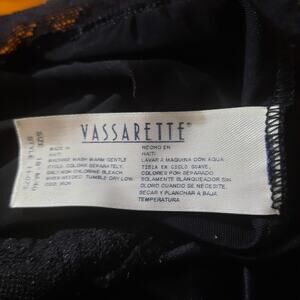 VASSARETTE®
MADE IN
HAITI
MACHINE WASH WARM GENTLE
CYCLE. COLORS SEPARATELY.
ONLY NON CHLORINE BLEACH.
WHEN NEEDED. TUMBLE DRY LOW.
COOL IRON
HECHO EN
HAITI
LAVAR A MAQUINA CON AGUA
TIBIA EN CICLO SUAVE.
COLORES POR SEPARADO
SOLAMENTE BLANQUEADOR SIN
CLORO CUANDO SE NECESITE.
SECAR Y PLANCHAR A BAJA
TEMPERATURA
SIZE
STYLE